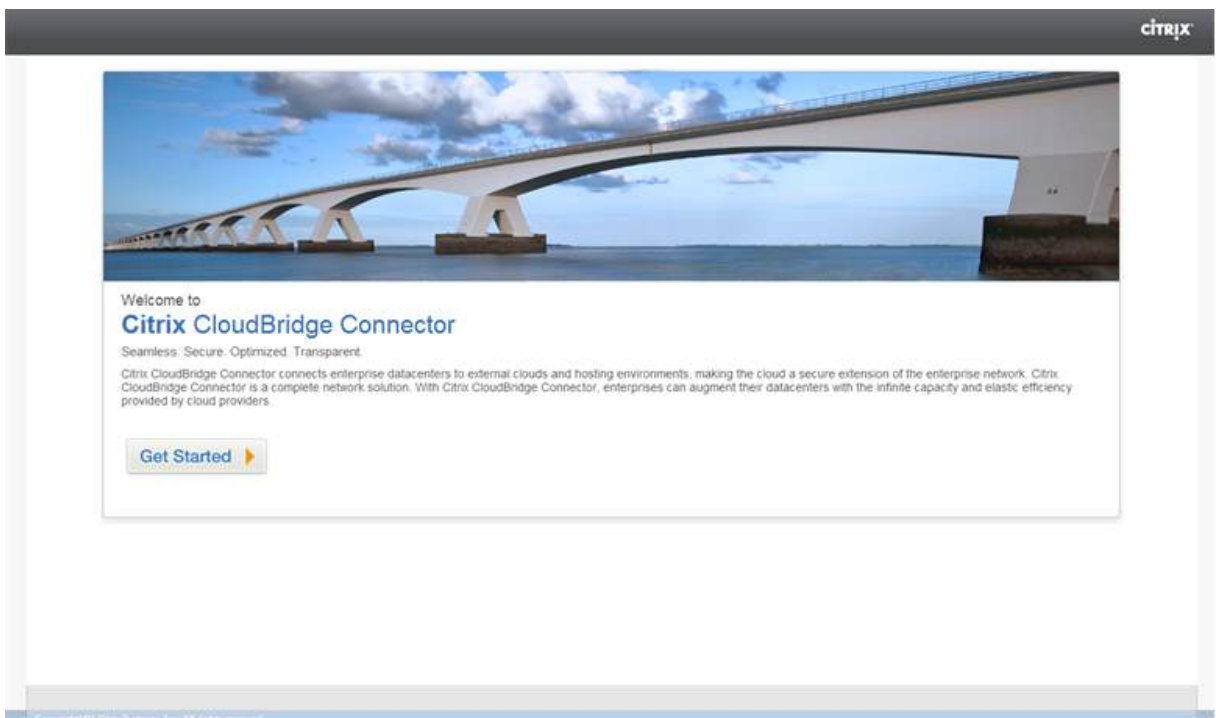 CITRIX
Welcome to
Citrix CloudBridge Connector
Seamless. Secure. Optimized. Transparent.
Citrix CloudBridge Connector connects enterprise datacenters to external clouds and hosting environments, making the cloud a secure extension of the enterprise network. Citrix
CloudBridge Connector is a complete network solution. With Citrix CloudBridge Connector, enterprises can augment their datacenters with the infinite capacity and elastic efficiency
provided by cloud providers.
Get Started